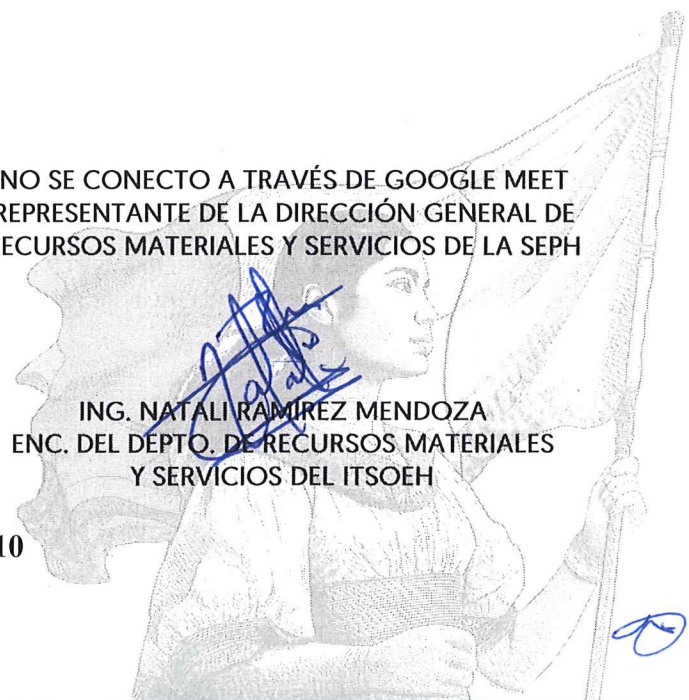 NO SE CONECTO A TRAVÉS DE GOOGLE MEET
REPRESENTANTE DE LA DIRECCIÓN GENERAL DE
ECURSOS MATERIALES Y SERVICIOS DE LA SEPH
ING. NATALI RAMÍREZ MENDOZA
ENC. DEL DEPTO. DE RECURSOS MATERIALES
Y SERVICIOS DEL ITSOEH
10